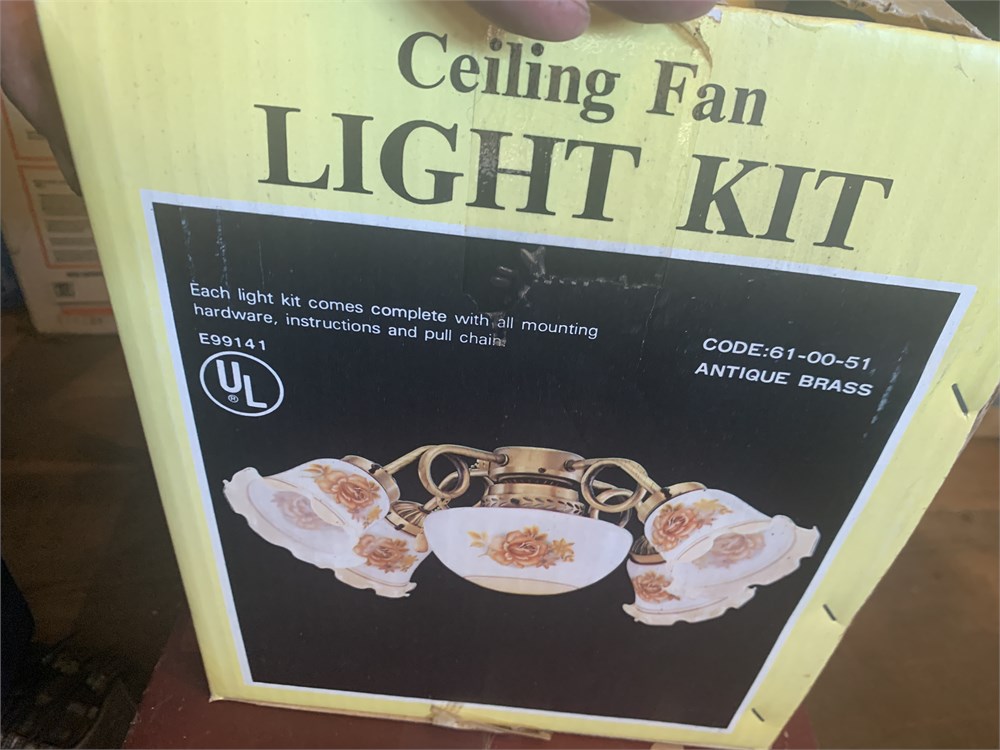 Ceiling Fan
LIGHT KIT
Each light kit comes complete with all mounting
hardware, instructions and pull chain.
E99141
UL
®
CODE:61-00-51
ANTIQUE BRASS